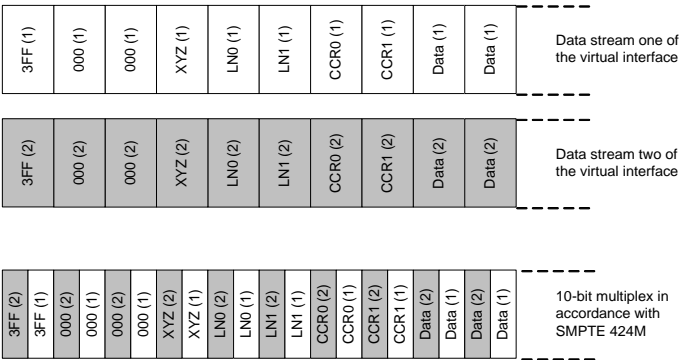 3FF (1)
000 (1)
000 (1)
XYZ (1)
LN0 (1)
LN1 (1)
CCR0 (1)
CCR1 (1)
Data (1)
Data (1)
Data stream one of
the virtual interface
3FF (2)
000 (2)
000 (2)
XYZ (2)
LN0 (2)
LN1 (2)
CCR0 (2)
CCR1 (2)
Data (2)
Data (2)
Data stream two of
the virtual interface
3FF (2)
3FF (1)
000 (2)
000 (1)
000 (2)
000 (1)
XYZ (2)
XYZ (1)
LN0 (2)
LN0 (1)
LN1 (2)
LN1 (1)
CCR0 (2)
CCR0 (1)
CCR1 (2)
CCR1 (1)
Data (2)
Data (1)
Data (2)
Data (1)
10-bit multiplex in
accordance with
SMPTE 424M